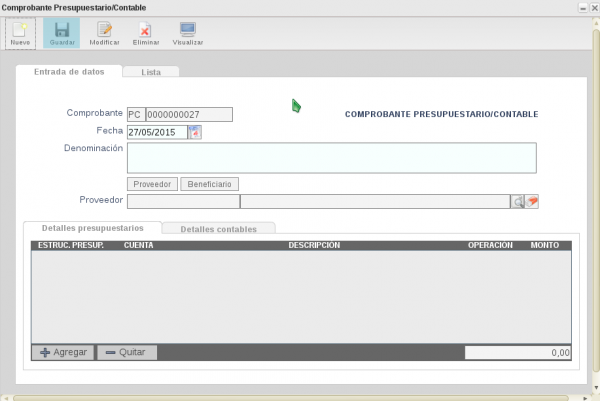 Comprobante Presupuestario/Contable
Nuevo Guardar Modificar Eliminar Visualizar
Entrada de datos Lista
Comprobante PC 0000000027 COMPROBANTE PRESUPUESTARIO/CONTABLE
Fecha 27/05/2015
Denominación
Proveedor Beneficiario
Proveedor
Detalles presupuestarios Detalles contables
ESTRUC. PRESUP. CUENTA DESCRIPCIÓN OPERACIÓN MONTO
Agregar Quitar 0,00